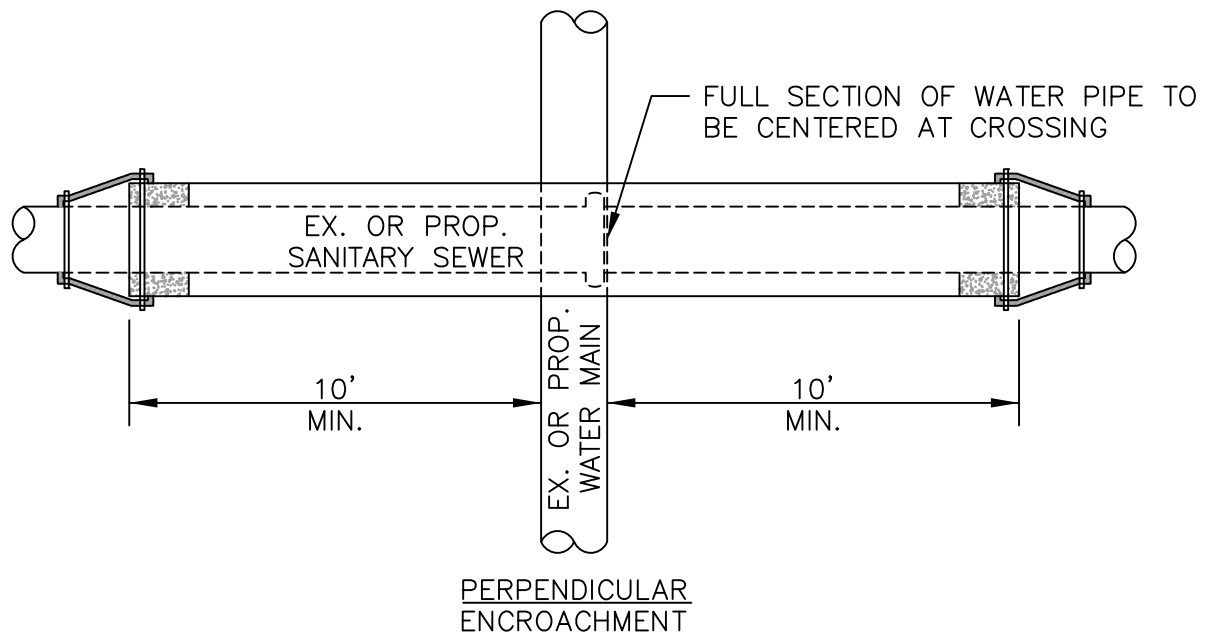 FULL SECTION OF WATER PIPE TO
BE CENTERED AT CROSSING
EX. OR PROP.
SANITARY SEWER
EX. OR PROP.
WATER MAIN
10'
MIN.
10'
MIN.
PERPENDICULAR
ENCROACHMENT